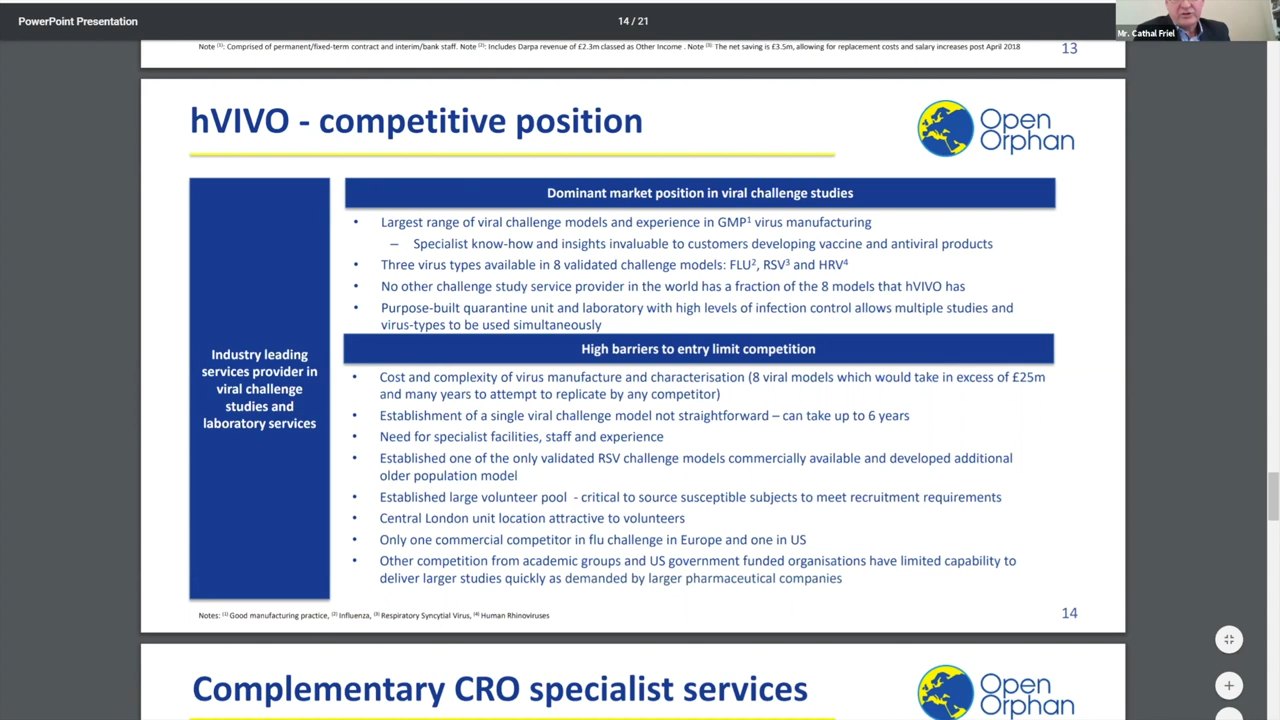 PowerPoint Presentation
14 / 21
Mr. Cathal Friel
Note (1): Comprised of permanent/fixed-term contract and interim/bank staff. Note (2): Includes Darpa revenue of £2.3m classed as Other Income . Note (3) The net saving is £3.5m, allowing for replacement costs and salary increases post April 2018
13
hVIVO - competitive position
Open
Orphan
Industry leading
services provider in
viral challenge
studies and
laboratory services
Dominant market position in viral challenge studies
• Largest range of viral challenge models and experience in GMP1 virus manufacturing
– Specialist know-how and insights invaluable to customers developing vaccine and antiviral products
• Three virus types available in 8 validated challenge models: FLU2, RSV3 and HRV4
• No other challenge study service provider in the world has a fraction of the 8 models that hVIVO has
• Purpose-built quarantine unit and laboratory with high levels of infection control allows multiple studies and
virus-types to be used simultaneously
High barriers to entry limit competition
• Cost and complexity of virus manufacture and characterisation (8 viral models which would take in excess of £25m
and many years to attempt to replicate by any competitor)
• Establishment of a single viral challenge model not straightforward – can take up to 6 years
• Need for specialist facilities, staff and experience
• Established one of the only validated RSV challenge models commercially available and developed additional
older population model
• Established large volunteer pool - critical to source susceptible subjects to meet recruitment requirements
• Central London unit location attractive to volunteers
• Only one commercial competitor in flu challenge in Europe and one in US
• Other competition from academic groups and US government funded organisations have limited capability to
deliver larger studies quickly as demanded by larger pharmaceutical companies
Notes: (1) Good manufacturing practice, (2) Influenza, (3) Respiratory Syncytial Virus, (4) Human Rhinoviruses
14
Complementary CRO specialist services
Open
Orphan